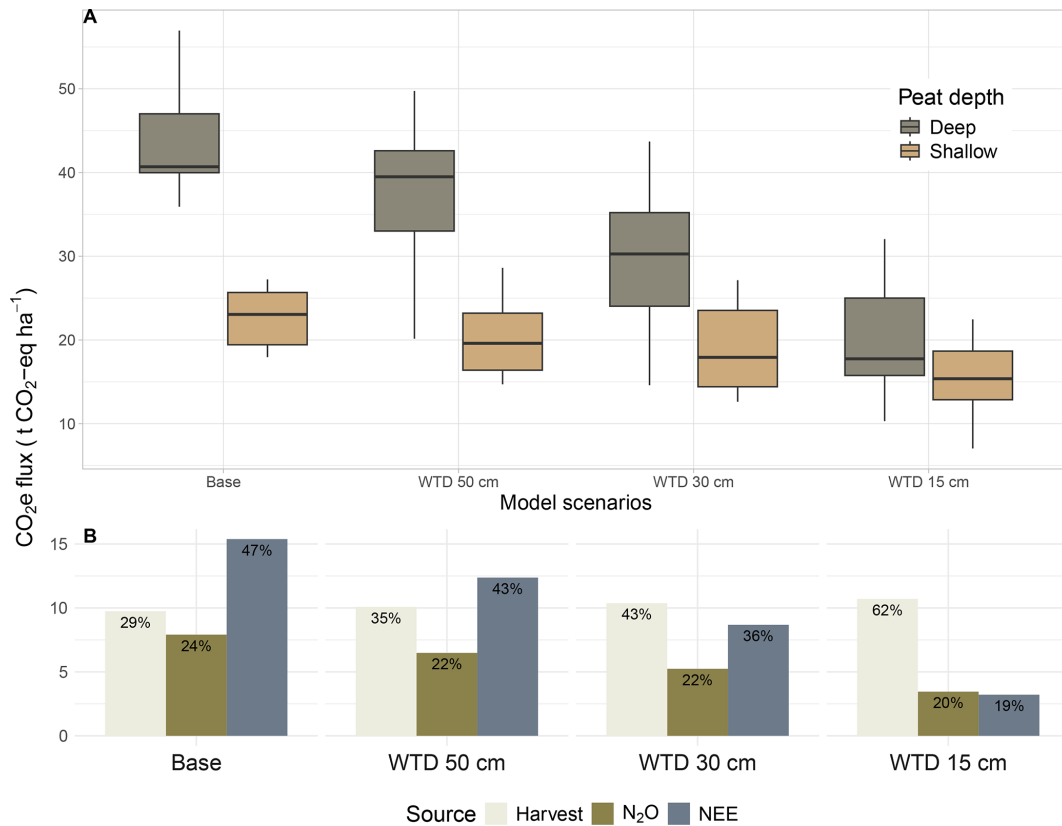 A
50
40
30
20
10
CO₂e flux ( t CO₂−eq ha⁻¹)
Peat depth
Deep
Shallow
Base
WTD 50 cm
WTD 30 cm
WTD 15 cm
Model scenarios
B
15
10
5
0
29%
24%
47%
35%
22%
43%
43%
22%
36%
62%
20%
19%
Base
WTD 50 cm
WTD 30 cm
WTD 15 cm
Source Harvest N₂O NEE